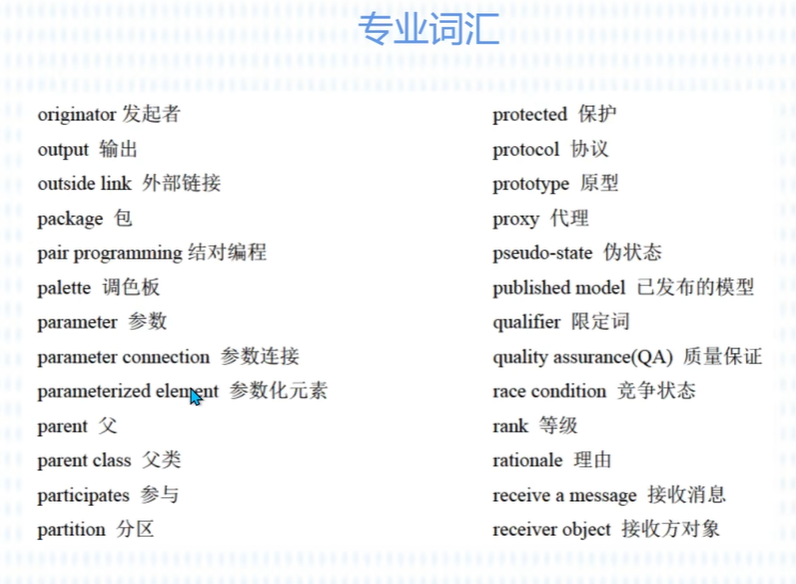 专业词汇
originator 发起者
output 输出
outside link 外部链接
package 包
pair programming 结对编程
palette 调色板
parameter 参数
parameter connection 参数连接
parameterized element 参数化元素
parent 父
parent class 父类
participates 参与
partition 分区
protected 保护
protocol 协议
prototype 原型
proxy 代理
pseudo-state 伪状态
published model 已发布的模型
qualifier 限定词
quality assurance(QA) 质量保证
race condition 竞争状态
rank 等级
rationale 理由
receive a message 接收消息
receiver object 接收方对象